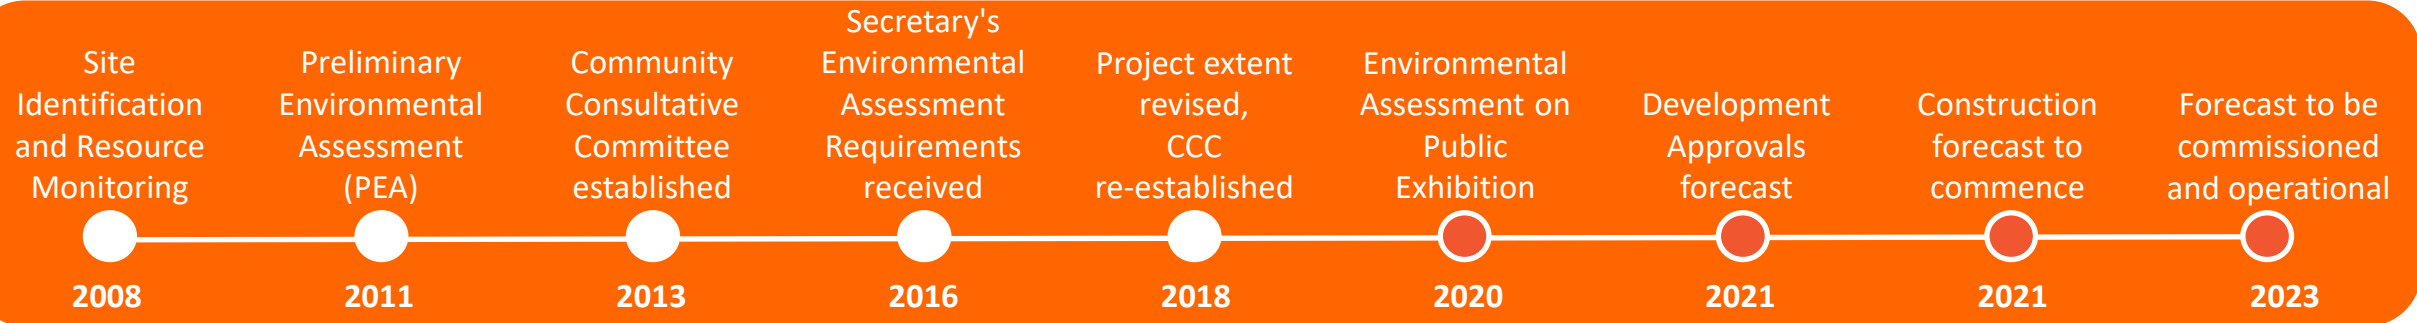 Site
Identification
and Resource
Monitoring
2008
Preliminary
Environmental
Assessment
(PEA)
2011
Community
Consultative
Committee
established
2013
Secretary's
Environmental
Assessment
Requirements
received
2016
Project extent
revised,
CCC
re-established
2018
Environmental
Assessment on
Public
Exhibition
2020
Development
Approvals
forecast
2021
Construction
forecast to
commence
2021
Forecast to be
commissioned
and operational
2023